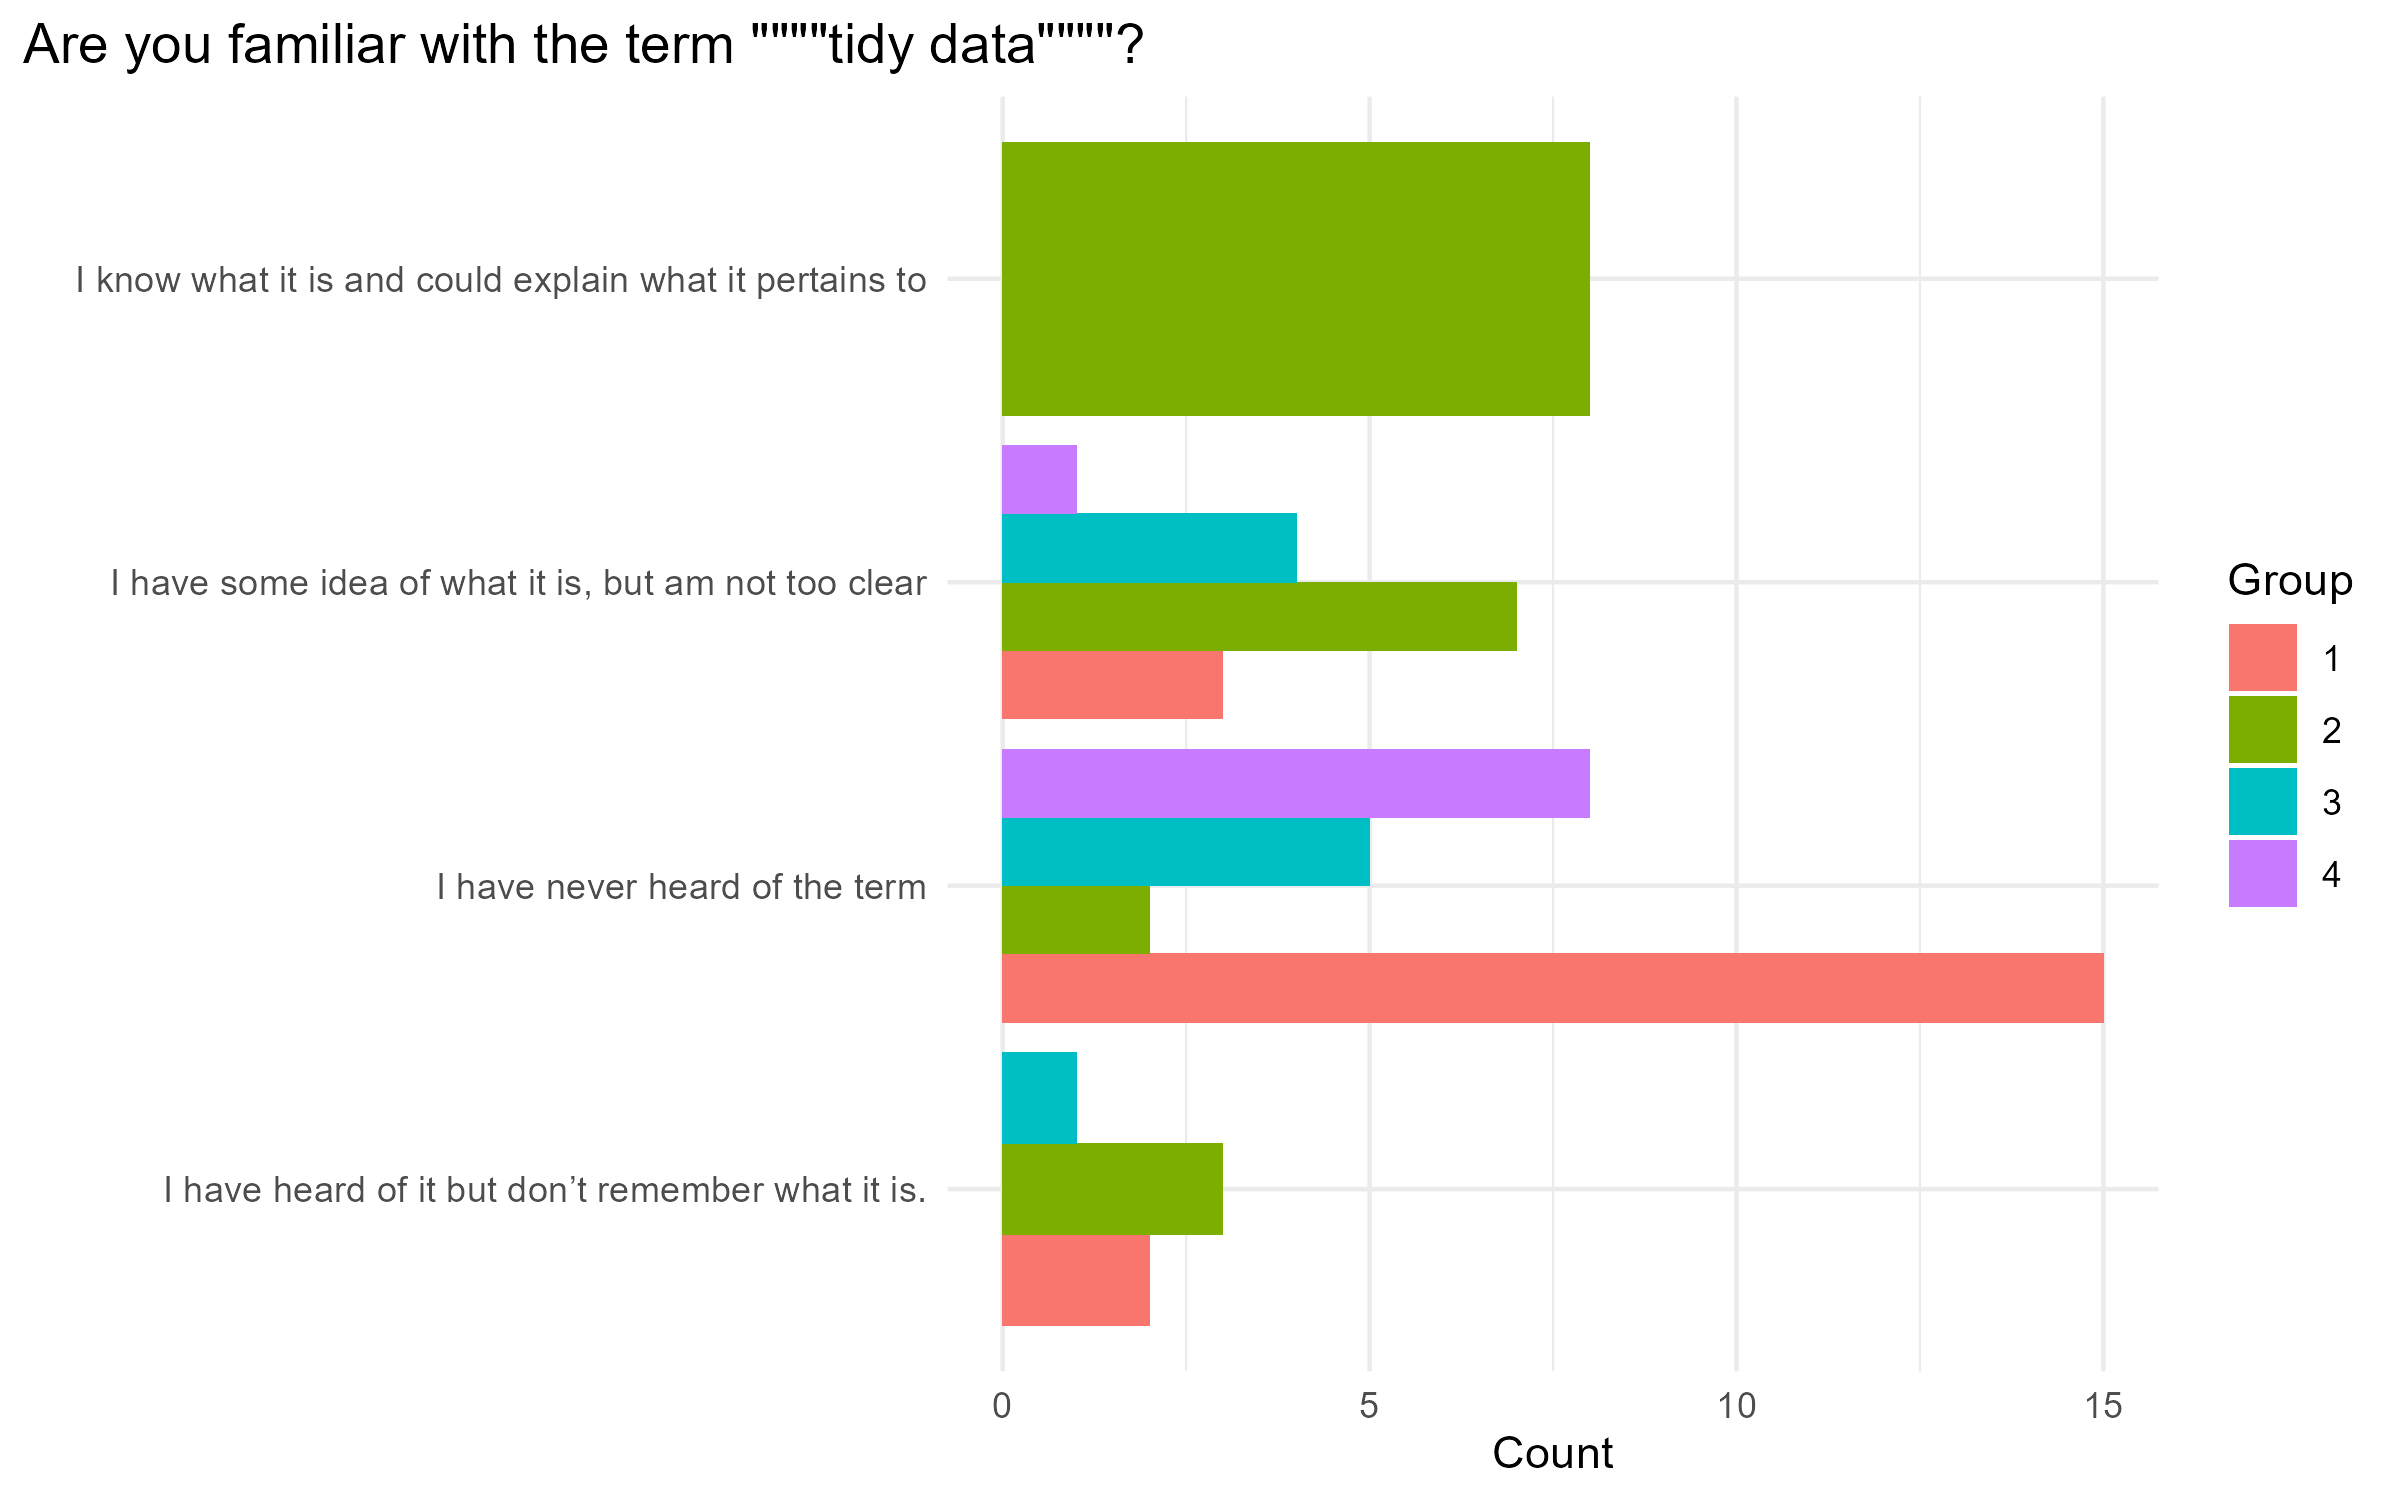 Are you familiar with the term """"tidy data""""?
I know what it is and could explain what it pertains to
I have some idea of what it is, but am not too clear
I have never heard of the term
I have heard of it but don’t remember what it is.
0 5 10 15
Count
Group
1
2
3
4